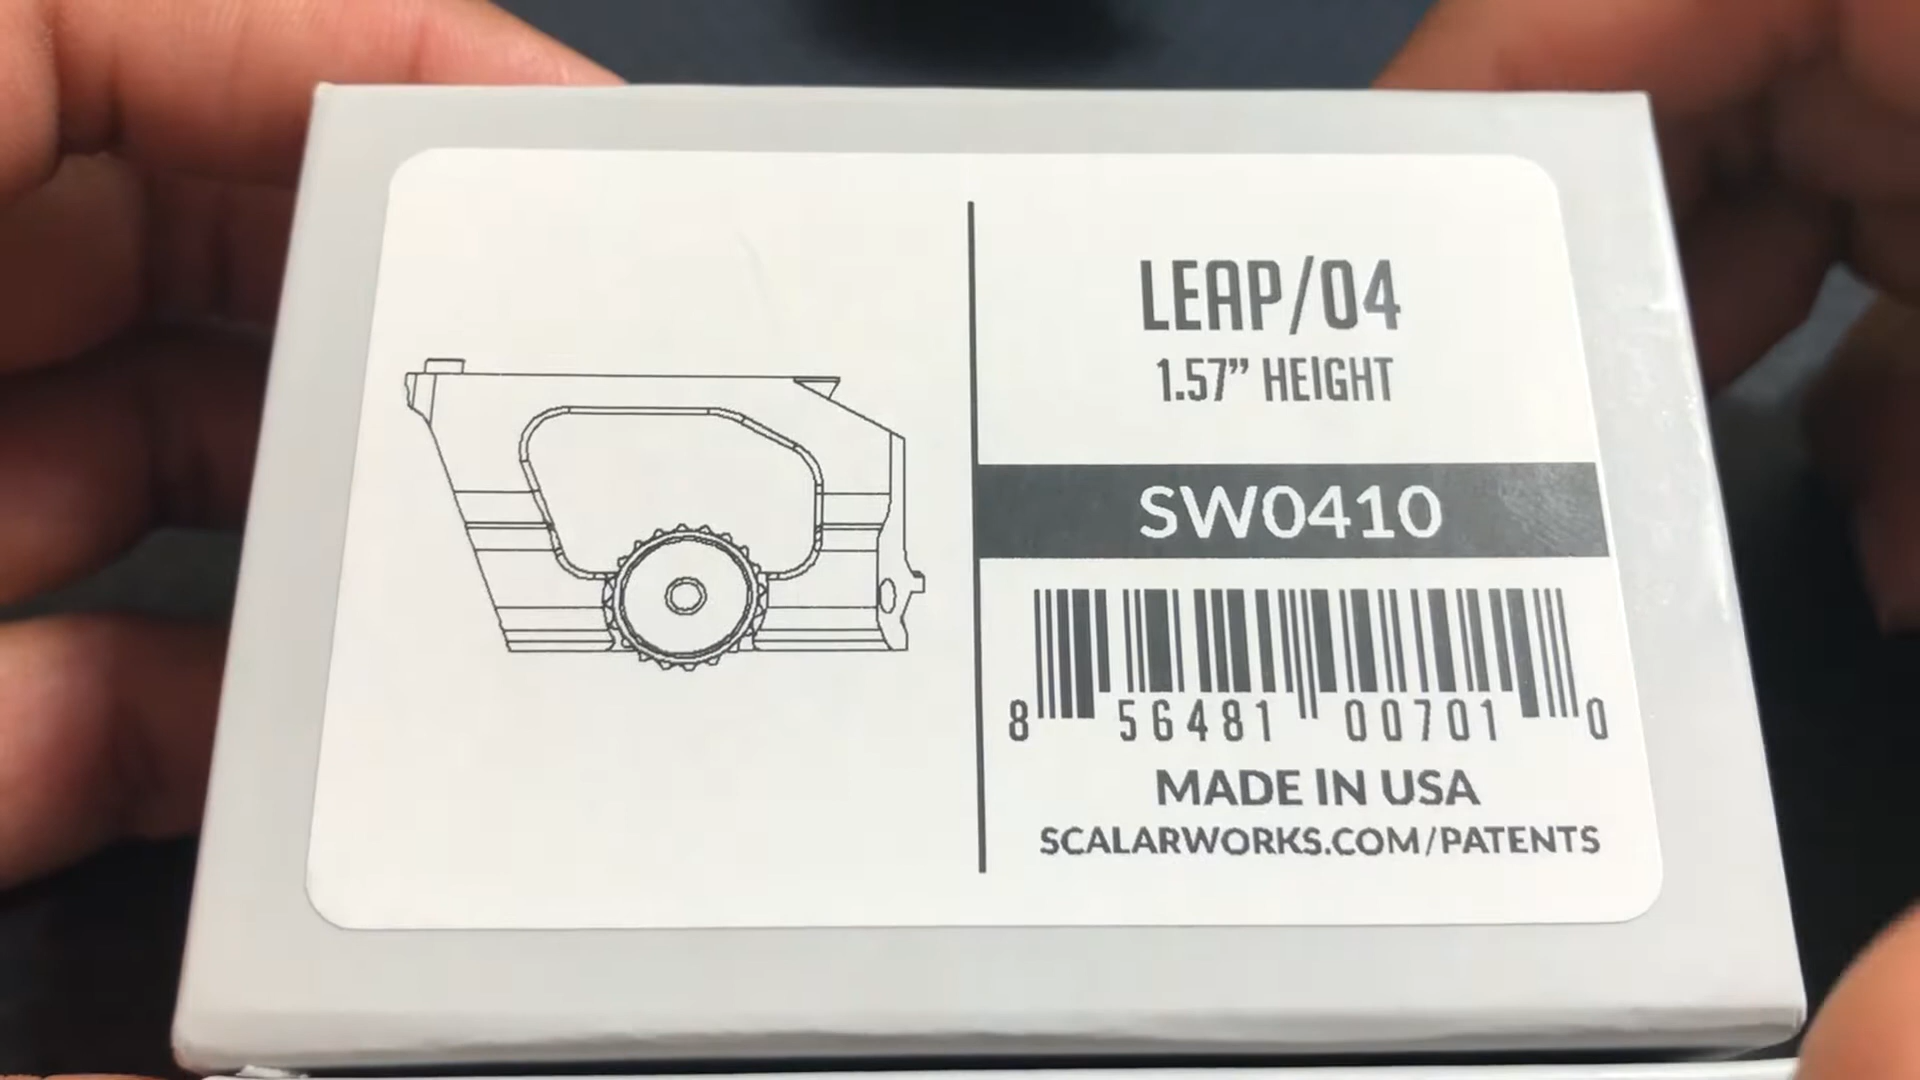 LEAP/04
1.57” HEIGHT
SW0410
8 56481 00701 0
MADE IN USA
SCALARWORKS.COM/PATENTS